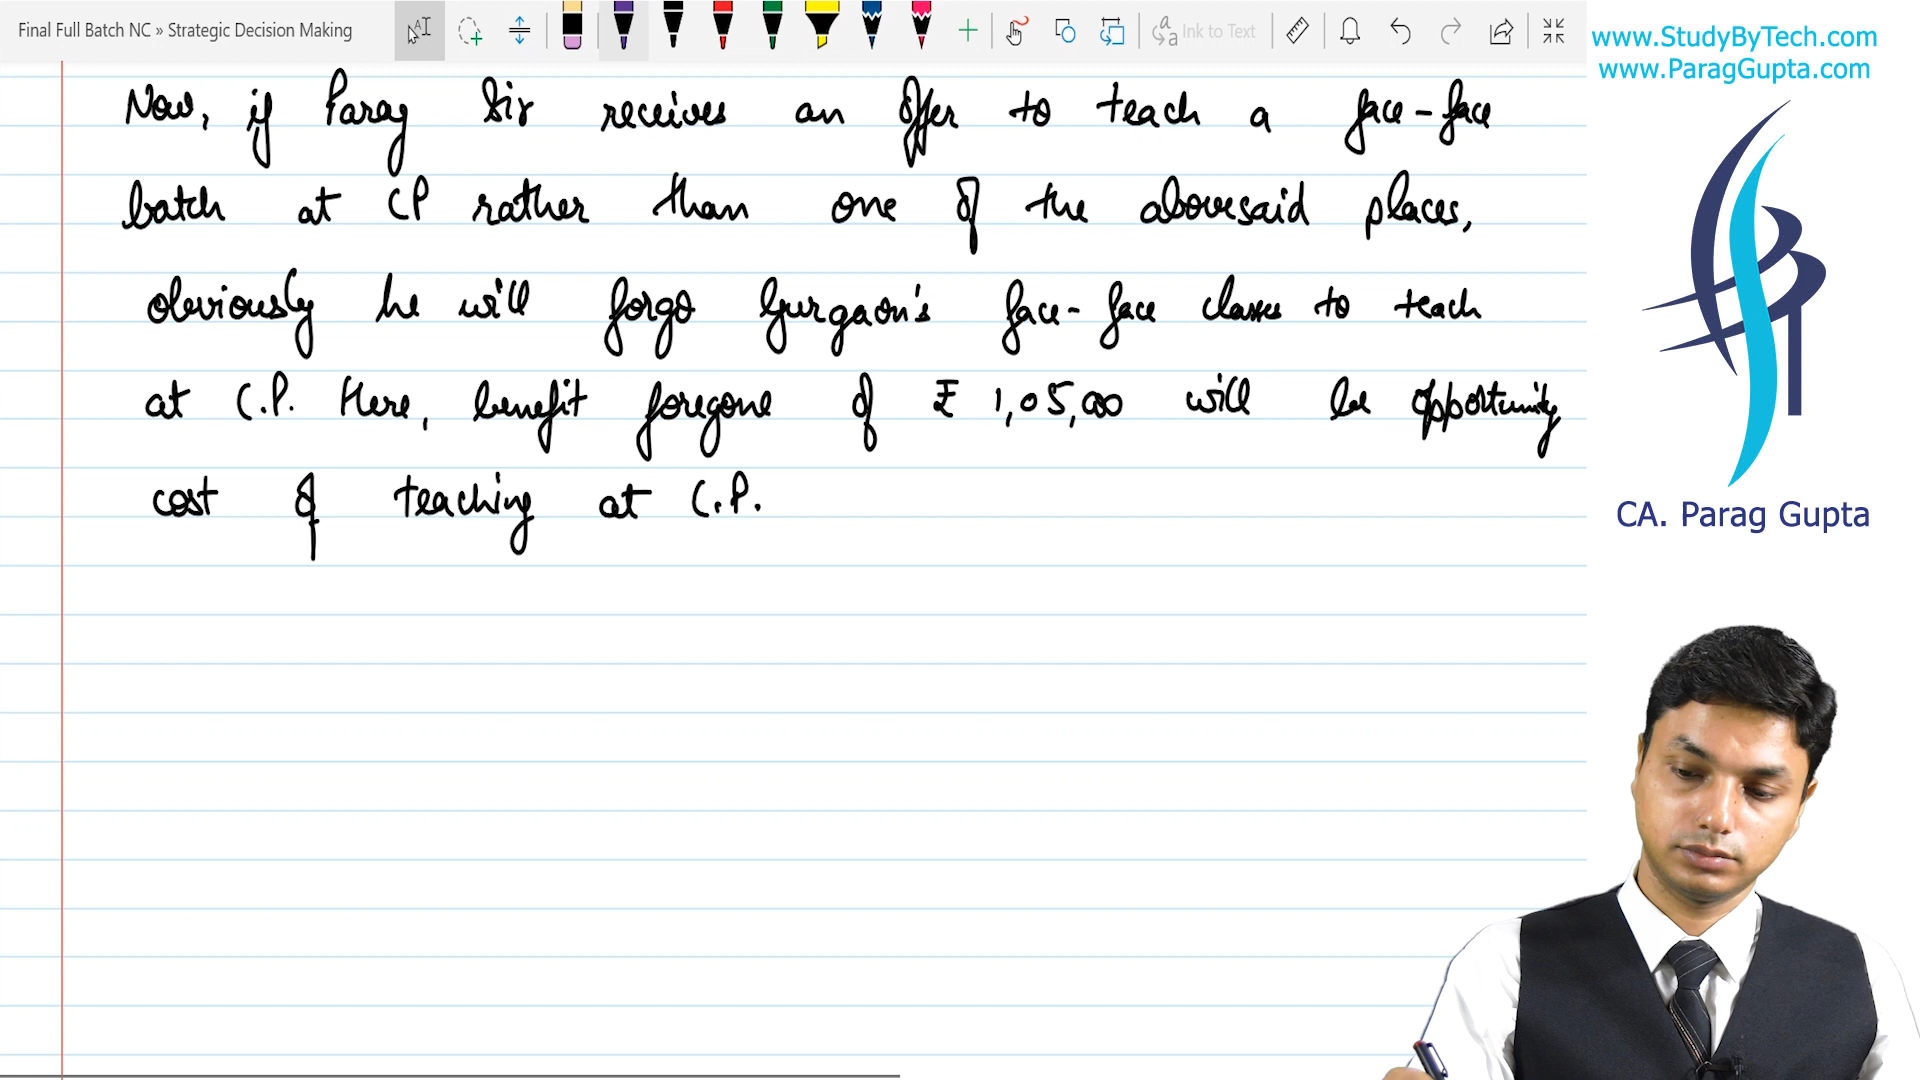 Final Full Batch NC » Strategic Decision Making
Ink to Text
www.StudyByTech.com
www.ParagGupta.com
Now, if Parag Sir receives an offer to teach a face-face
batch at CP rather than one of the abovesaid places,
obviously he will forgo Gurgaon's face-face classes to teach
at C.P. Here, benefit foregone of ₹ 1,05,000 will be opportunity
cost of teaching at C.P.
CA. Parag Gupta